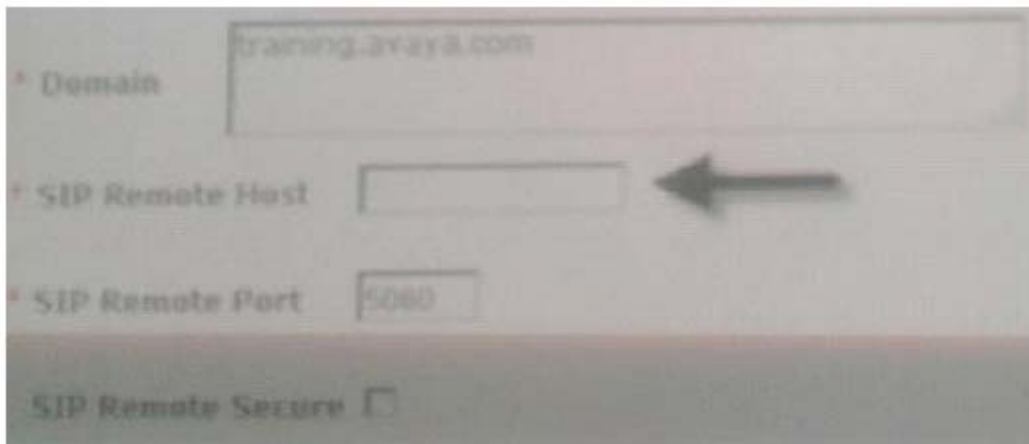 training.avaya.com
* Domain
* SIP Remote Host
* SIP Remote Port 5060
SIP Remote Secure